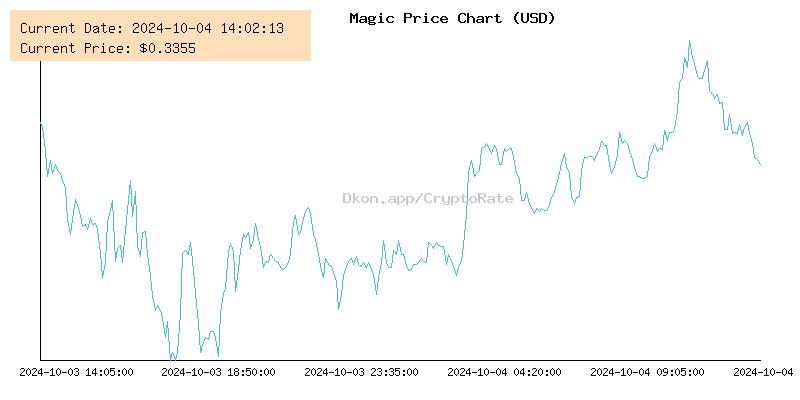 Magic Price Chart (USD)
Current Date: 2024-10-04 14:02:13
Current Price: $0.3355
Dkon.app/CryptoRate
2024-10-03 14:05:00 2024-10-03 18:50:00 2024-10-03 23:35:00 2024-10-04 04:20:00 2024-10-04 09:05:00 2024-10-04